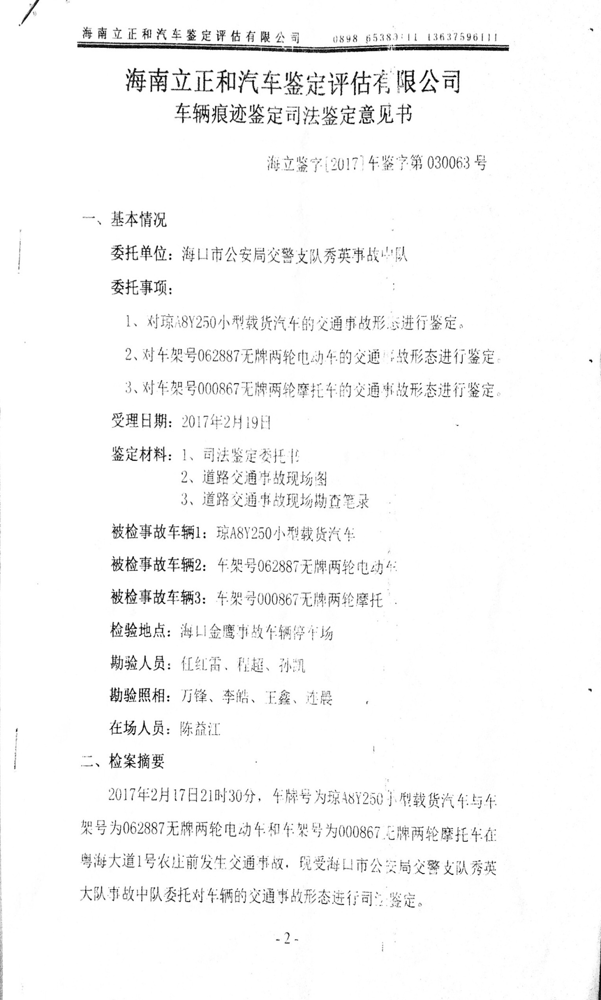 海南立正和汽车鉴定评估有限公司 0898
海南立正和汽车鉴定评估有限公司
车辆痕迹鉴定司法鉴定意见书
海立鉴字[2017]车鉴字第030063号
一、基本情况
委托单位：海口市公安局交警支队秀英事故中队
委托事项：
1、对琼A8Y250小型载货汽车的交通事故形态进行鉴定。
2、对车架号062887无牌两轮电动车的交通事故形态进行鉴定。
3、对车架号000867无牌两轮摩托车的交通事故形态进行鉴定。
受理日期：2017年2月19日
鉴定材料：1、司法鉴定委托书
2、道路交通事故现场图
3、道路交通事故现场勘查笔录
被检事故车辆1：琼A8Y250小型载货汽车
被检事故车辆2：车架号062887无牌两轮电动车
被检事故车辆3：车架号000867无牌两轮摩托
检验地点：海口金鹰事故车辆停车场
勘验人员：任红雷、程超、孙凯
勘验照相：万锋、李皓、王鑫、连晨
在场人员：陈益江
二、检案摘要
2017年2月17日21时30分，车牌号为琼A8Y250小型载货汽车与车
架号为062887无牌两轮电动车和车架号为000867无牌两轮摩托车在
粤海大道1号农庄前发生交通事故，现受海口市公安局交警支队秀英
大队事故中队委托对车辆的交通事故形态进行司法鉴定。
- 2 -